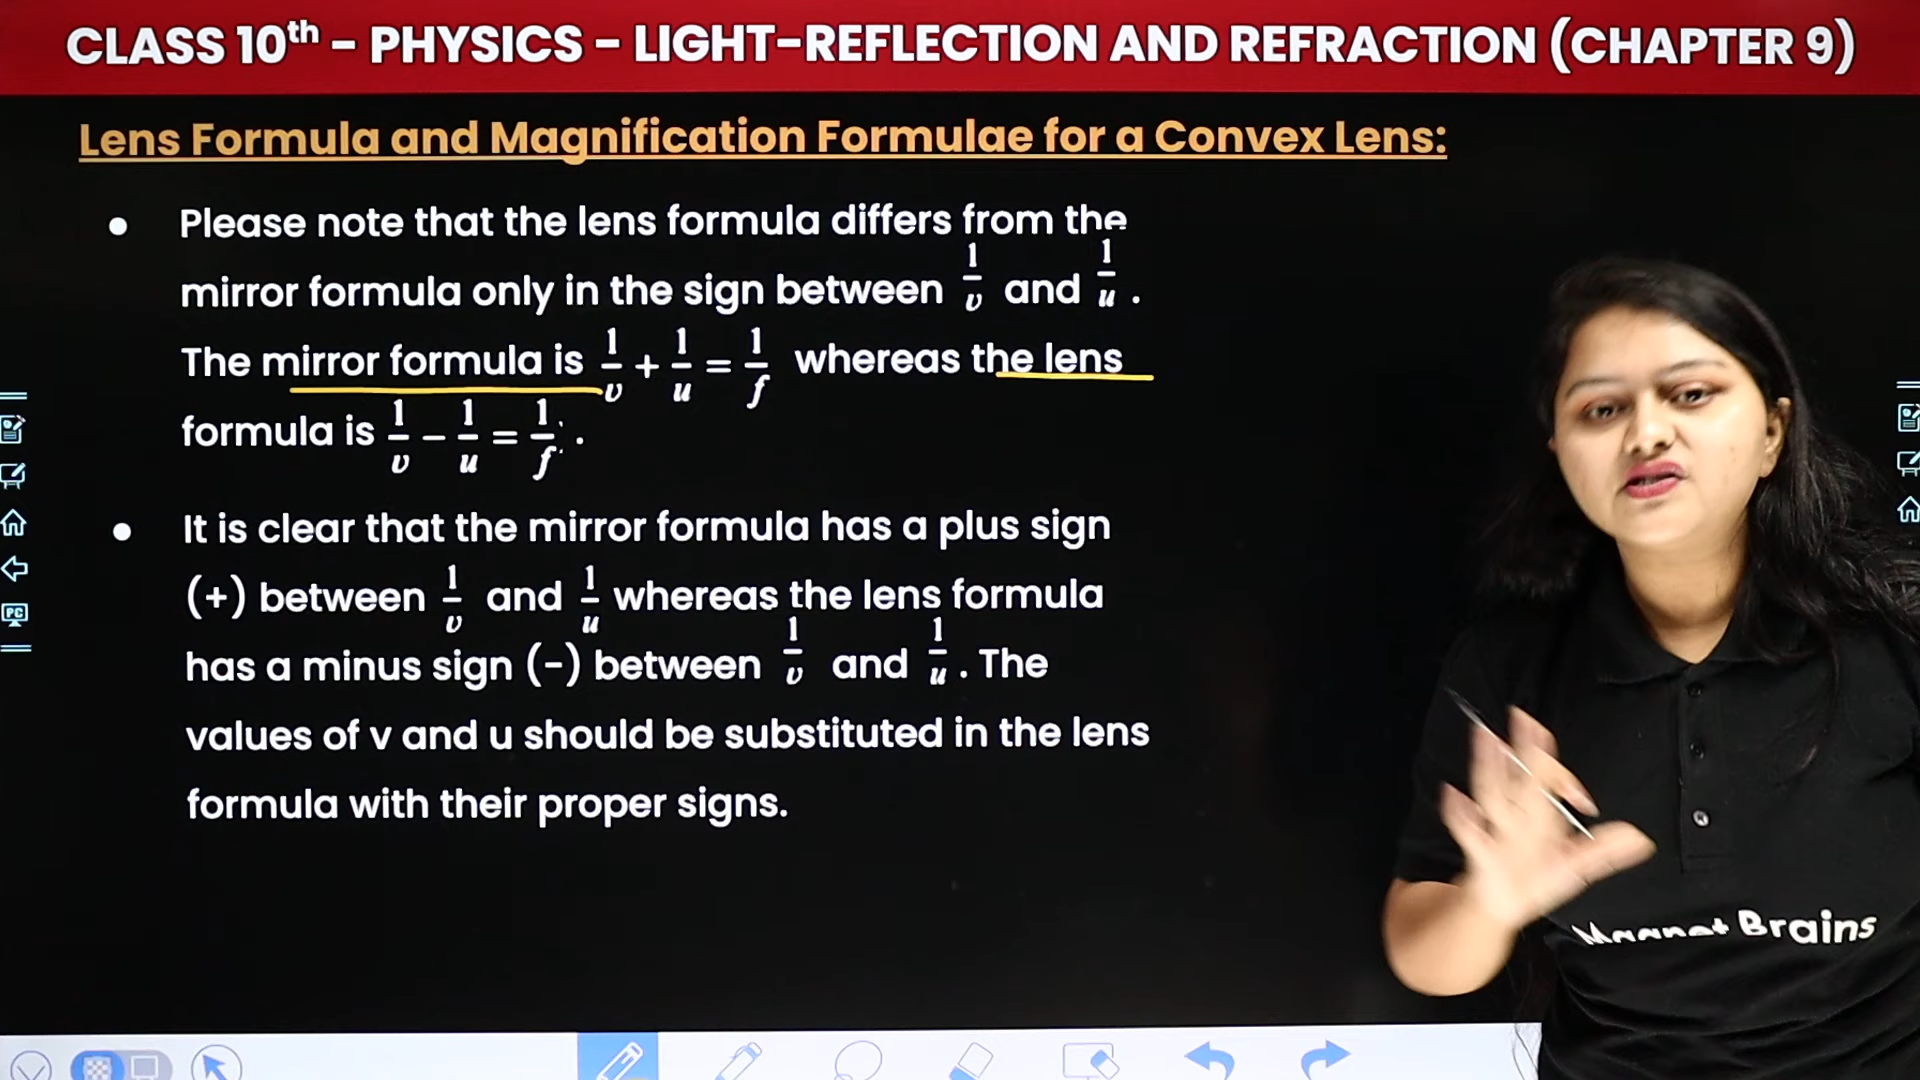 CLASS 10th - PHYSICS - LIGHT-REFLECTION AND REFRACTION (CHAPTER 9)
Lens Formula and Magnification Formulae for a Convex Lens:
• Please note that the lens formula differs from the
mirror formula only in the sign between 1/v and 1/u .
The mirror formula is 1/v + 1/u = 1/f whereas the lens
formula is 1/v − 1/u = 1/f .
• It is clear that the mirror formula has a plus sign
(+) between 1/v and 1/u whereas the lens formula
has a minus sign (-) between 1/v and 1/u . The
values of v and u should be substituted in the lens
formula with their proper signs.
PC
Magnet Brains